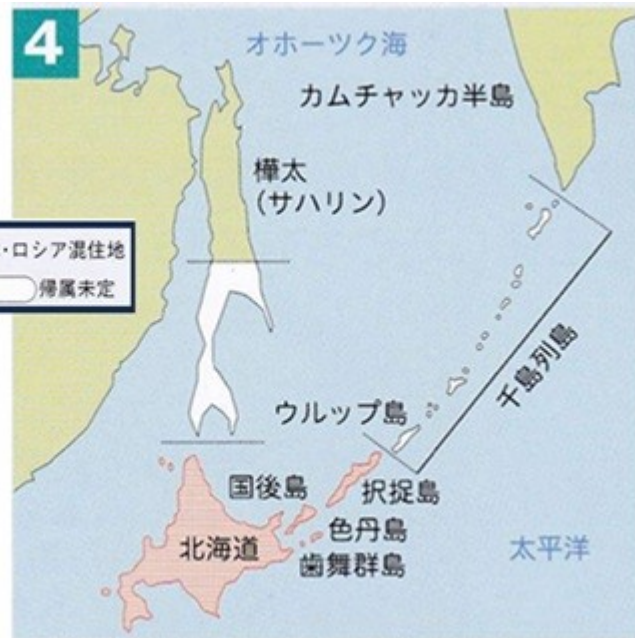 4
オホーツク海
カムチャッカ半島
樺太
(サハリン)
・ロシア混住地
帰属未定
千島列島
ウルップ島
国後島
択捉島
色丹島
北海道
歯舞群島
太平洋